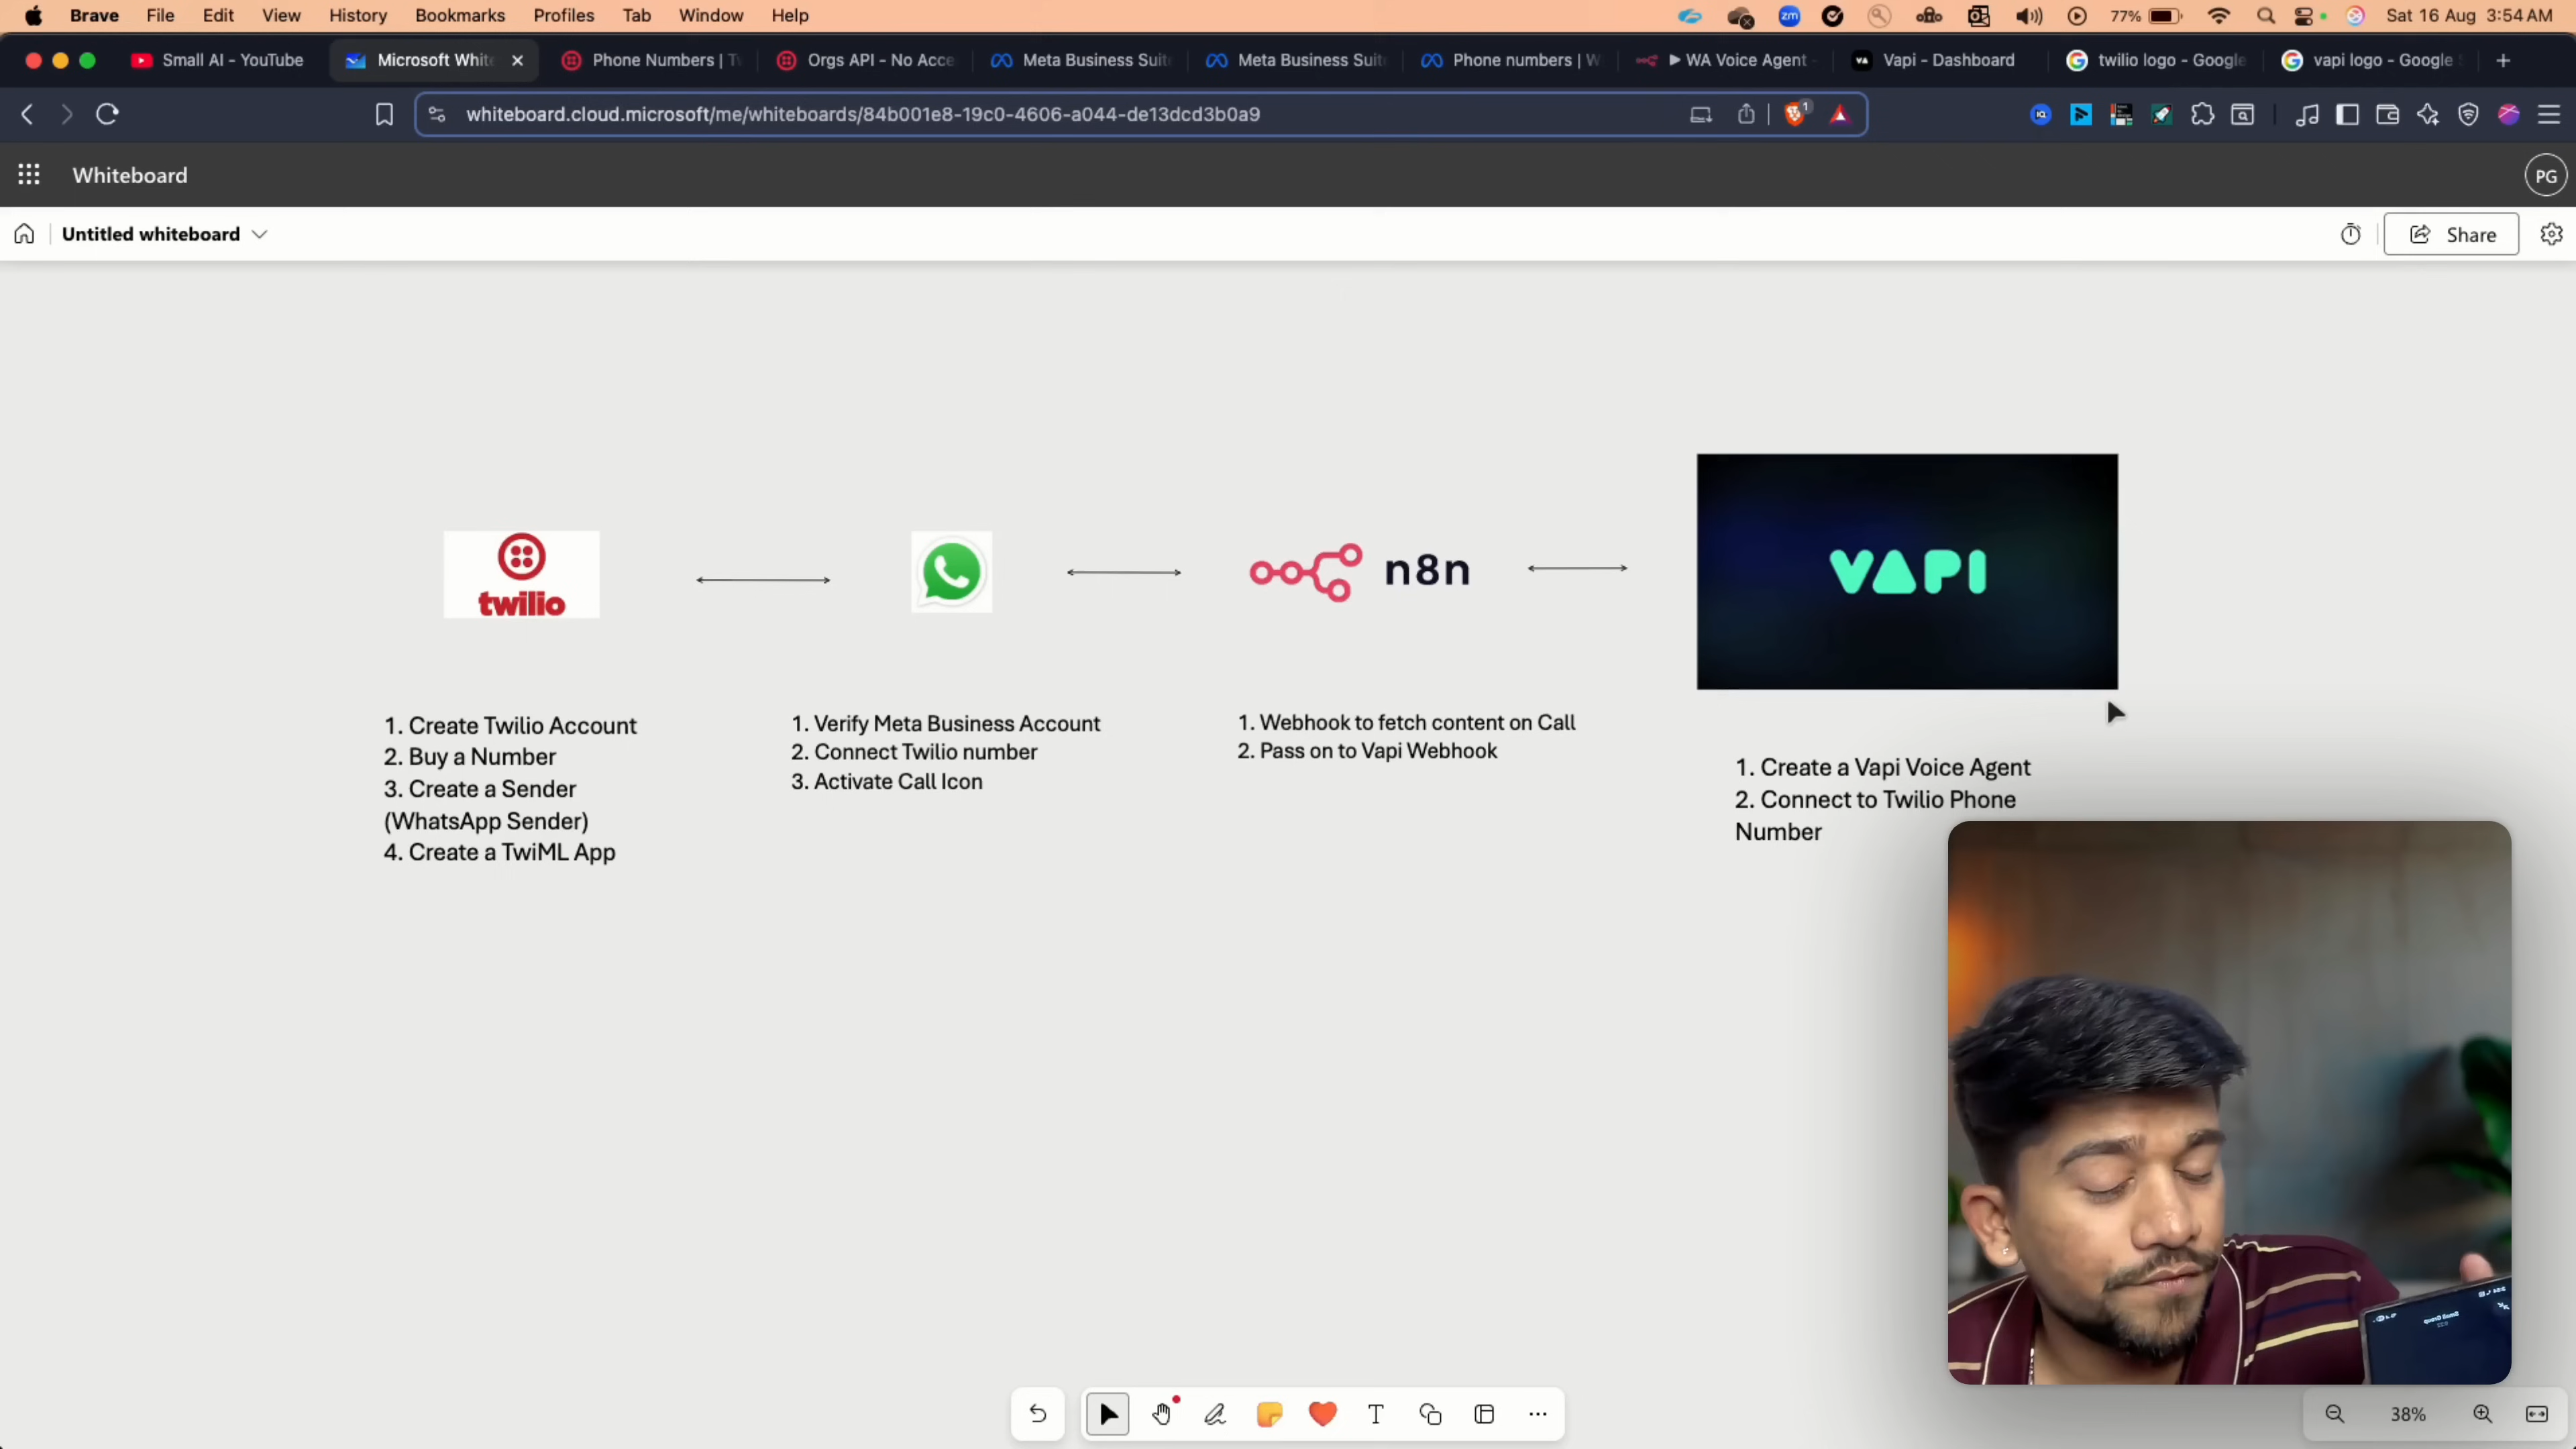 Brave File Edit View History Bookmarks Profiles Tab Window Help
zm 77% Sat 16 Aug 3:54 AM
Small AI - YouTube Microsoft White Phone Numbers | Tw Orgs API - No Acce Meta Business Suit Meta Business Suit Phone numbers | W WA Voice Agent - Vapi - Dashboard twilio logo - Google vapi logo - Google S
whiteboard.cloud.microsoft/me/whiteboards/84b001e8-19c0-4606-a044-de13dcd3b0a9
1
Whiteboard
PG
Untitled whiteboard
Share
twilio
n8n
VAPI
1. Create Twilio Account
2. Buy a Number
3. Create a Sender
(WhatsApp Sender)
4. Create a TwiML App
1. Verify Meta Business Account
2. Connect Twilio number
3. Activate Call Icon
1. Webhook to fetch content on Call
2. Pass on to Vapi Webhook
1. Create a Vapi Voice Agent
2. Connect to Twilio Phone
Number
T
38%